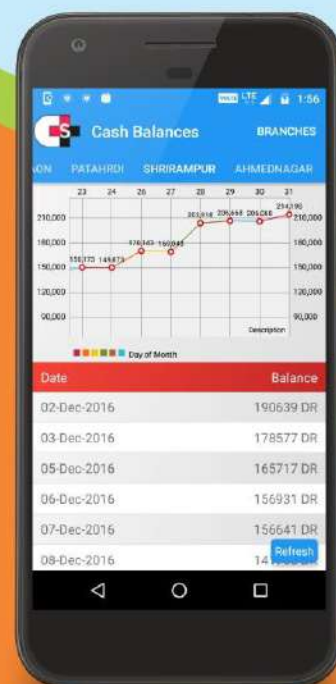 LTE 1:56
S Cash Balances BRANCHES
PATAHRDI SHRIRAMPUR AHMEDNAGAR
23 24 26 27 28 29 30 31
210,000 210,000
180,000 180,000
150,000 150,000
120,000 120,000
90,000 90,000
Description
Day of Month
Date Balance
02-Dec-2016 190639 DR
03-Dec-2016 178577 DR
05-Dec-2016 165717 DR
06-Dec-2016 156931 DR
07-Dec-2016 156641 DR
08-Dec-2016
Refresh